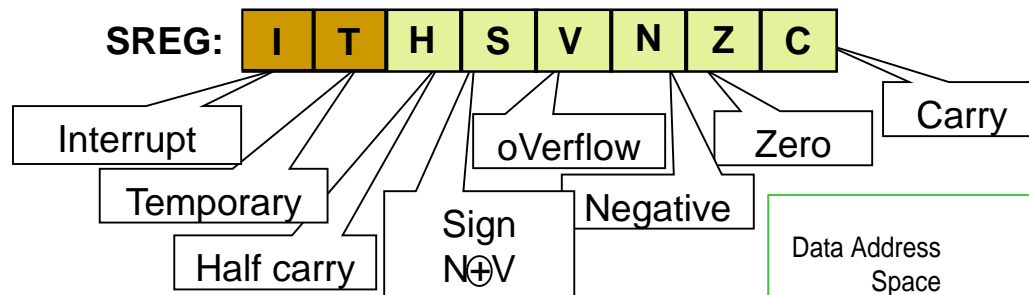 SREG: I T H S V N Z C
Carry
Interrupt
oVerflow
Zero
Temporary
Negative
Sign
N⊕V
Half carry
Data Address
Space